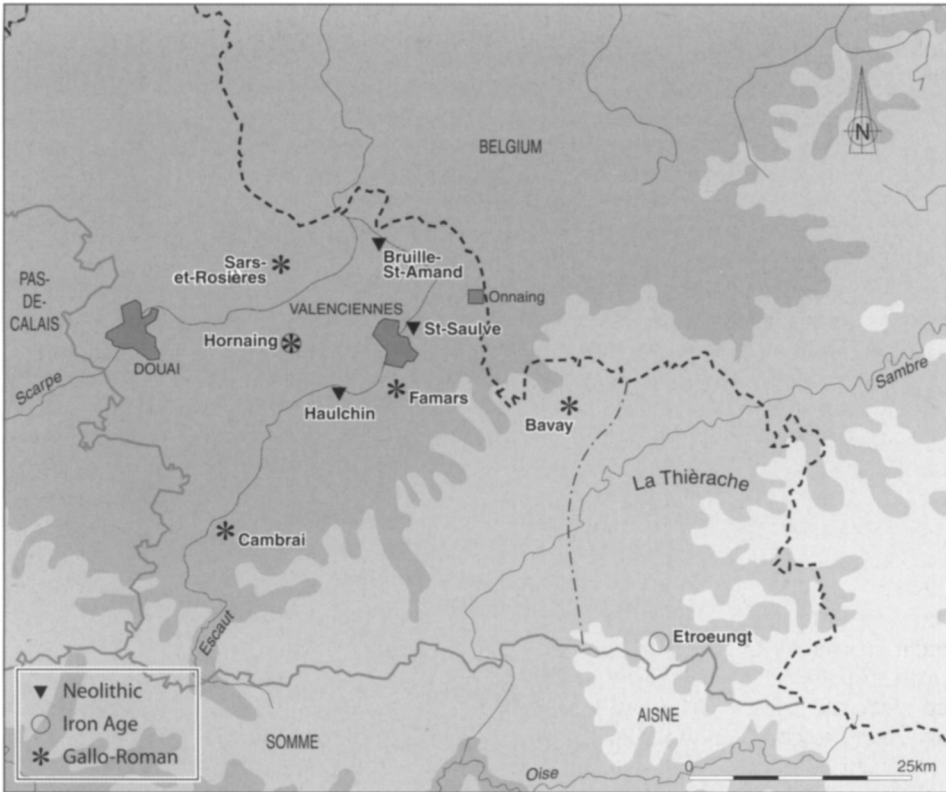 BELGIUM
N
PAS-
DE-
CALAIS
Sars-
et-Rosières
Bruille-
St-Amand
VALENCIENNES
Onnaing
St-Saulve
Hornaing
DOUAI
Scarpe
Haulchin
Famars
Bavay
Sambre
La Thièrache
Cambrai
Escaut
Etroeungt
Neolithic
Iron Age
Gallo-Roman
SOMME
AISNE
Oise
0 25km